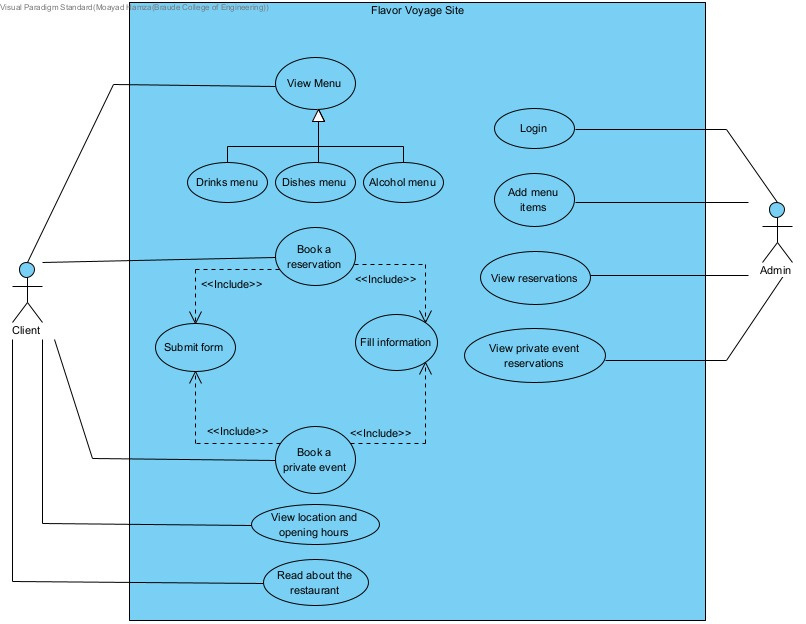 Visual Paradigm Standard(Moayad Hamza(Braude College of Engineering))
Flavor Voyage Site
View Menu
Login
Drinks menu
Dishes menu
Alcohol menu
Add menu
items
Book a
reservation
<<Include>>
<<Include>>
View reservations
Admin
Client
Submit form
Fill information
View private event
reservations
<<Include>>
<<Include>>
Book a
private event
View location and
opening hours
Read about the
restaurant